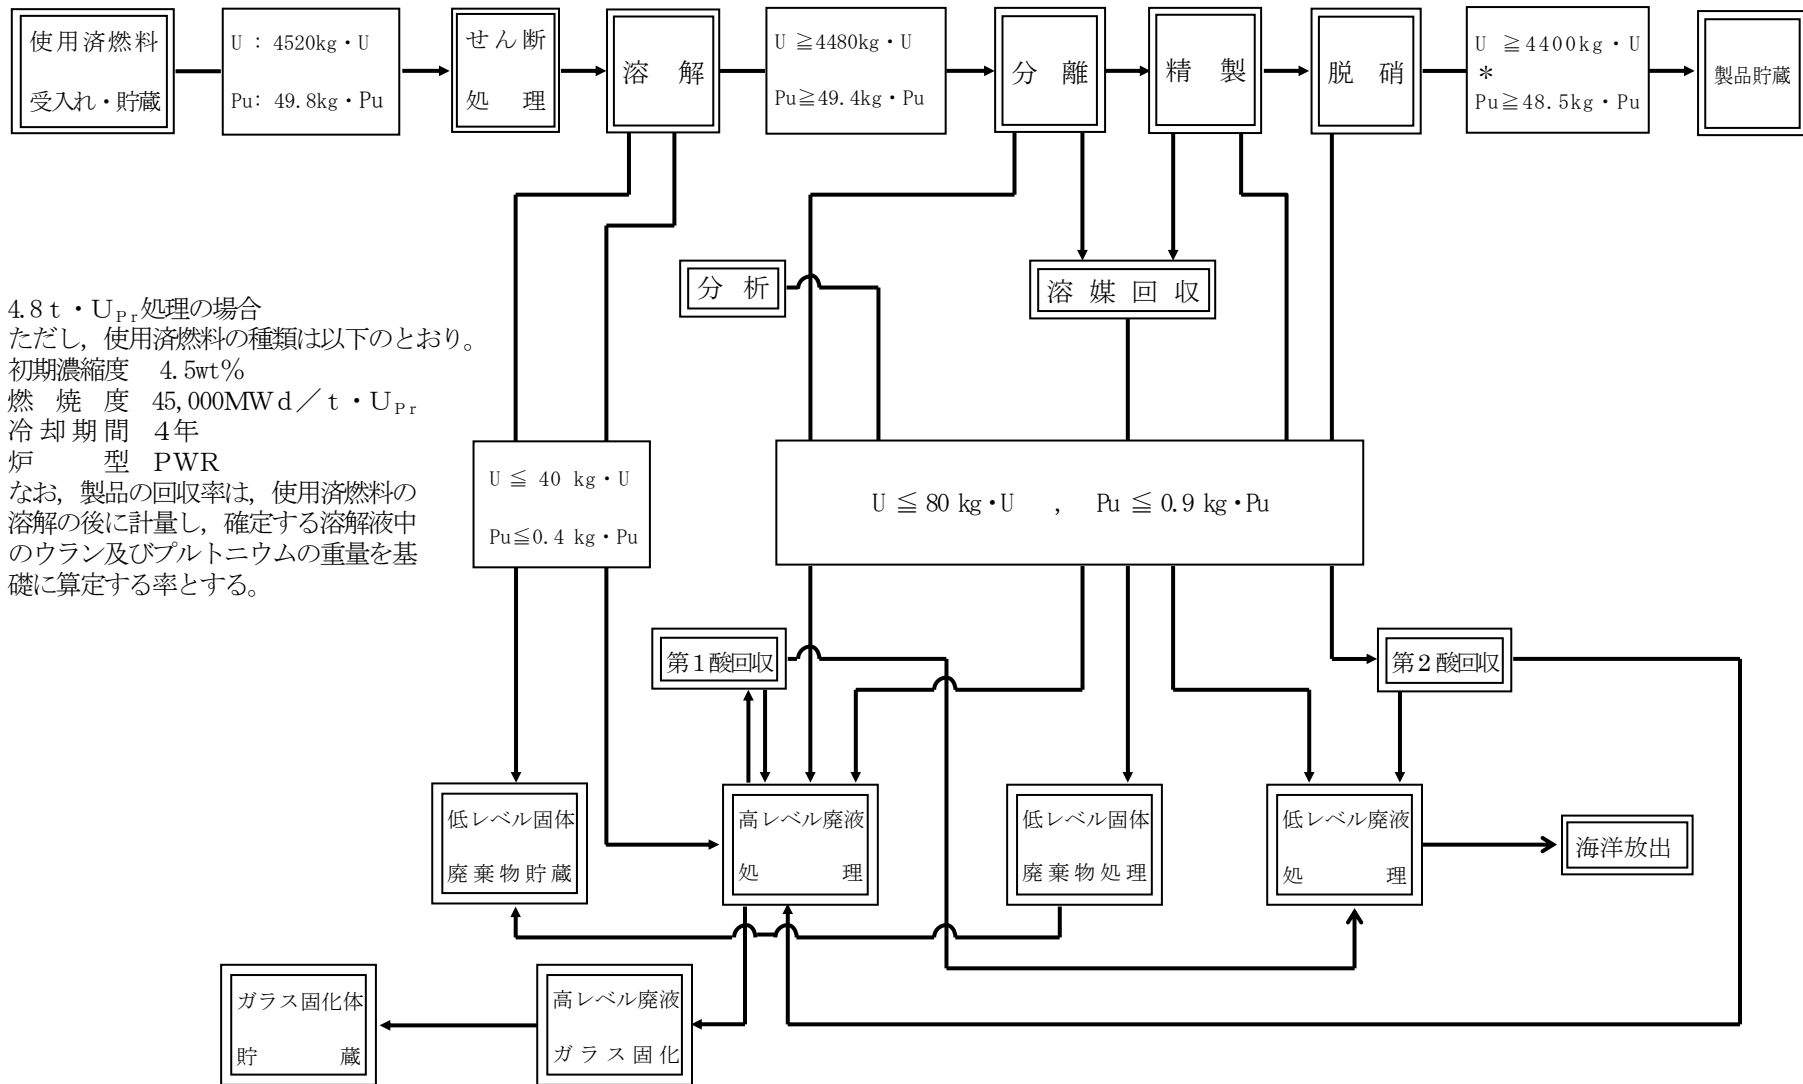 使用済燃料
受入れ・貯蔵
U : 4520kg・U
Pu: 49.8kg・Pu
せん断
処 理
溶 解
U ≧4480kg・U
Pu≧49.4kg・Pu
分 離
精 製
脱 硝
U ≧4400kg・U
*
Pu≧48.5kg・Pu
製品貯蔵
分 析
溶媒回収
4.8t・UPr処理の場合
ただし，使用済燃料の種類は以下のとおり。
初期濃縮度 4.5wt%
燃焼度 45,000MWd／t・UPr
冷却期間 4年
炉 型 PWR
なお，製品の回収率は，使用済燃料の
溶解の後に計量し，確定する溶解液中
のウラン及びプルトニウムの重量を基
礎に算定する率とする。
U ≦ 40 kg・U
Pu≦0.4 kg・Pu
U ≦ 80 kg・U , Pu ≦ 0.9 kg・Pu
第1酸回収
第2酸回収
低レベル固体
廃棄物貯蔵
高レベル廃液
処 理
低レベル固体
廃棄物処理
低レベル廃液
処 理
海洋放出
ガラス固化体
貯 蔵
高レベル廃液
ガラス固化